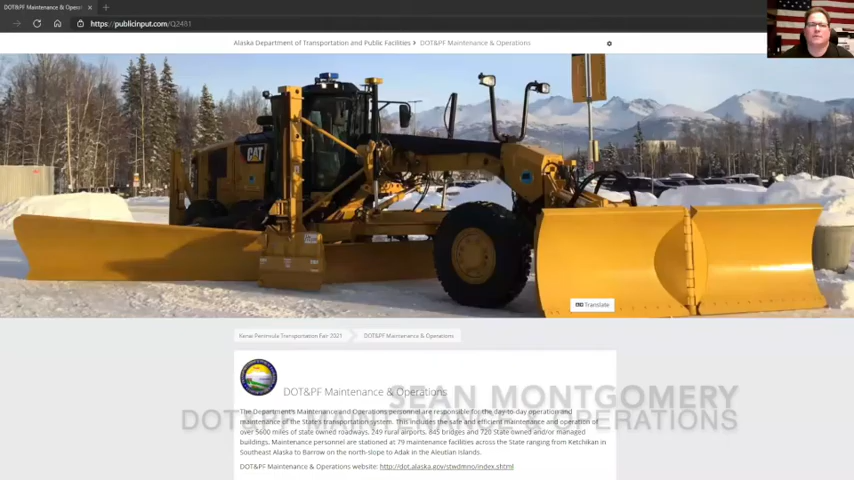 DOT&PF Maintenance & Opera
https://publicinput.com/Q2481
Alaska Department of Transportation and Public Facilities > DOT&PF Maintenance & Operations
CAT
Translate
Kenai Peninsula Transportation Fair 2021
DOT&PF Maintenance & Operations
DOT&PF Maintenance & Operations
SEAN MONTGOMERY
DOT&PF MAINTENANCE & OPERATIONS
The Department's Maintenance and Operations personnel are responsible for the day-to-day operation and
maintenance of the State's transportation system. This includes the safe and efficient maintenance and operation of
over 5600 miles of state owned roadways, 249 rural airports, 845 bridges and 720 State owned and/or managed
buildings. Maintenance personnel are stationed at 79 maintenance facilities across the State ranging from Ketchikan in
Southeast Alaska to Barrow on the north-slope to Adak in the Aleutian Islands.
DOT&PF Maintenance & Operations website: http://dot.alaska.gov/stwdmno/index.shtml